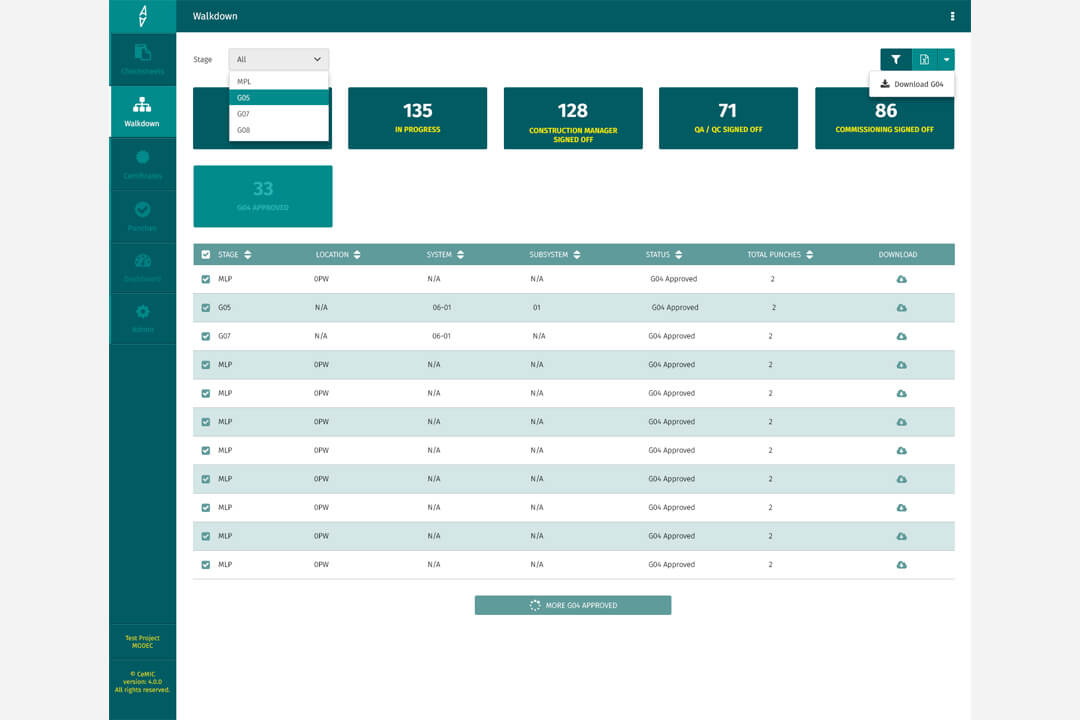 Walkdown
Checksheets
Walkdown
Certificates
Punches
Dashboard
Admin
Test Project
MODEC
© CeMIC
version: 4.0.0
All rights reserved.
Stage
All
MPL
G05
G07
G08
Download G04
135
IN PROGRESS
128
CONSTRUCTION MANAGER
SIGNED OFF
71
QA / QC SIGNED OFF
86
COMMISSIONING SIGNED OFF
33
G04 APPROVED
STAGE LOCATION SYSTEM SUBSYSTEM STATUS TOTAL PUNCHES DOWNLOAD
MLP 0PW N/A N/A G04 Approved 2
G05 N/A 06-01 01 G04 Approved 2
G07 N/A 06-01 N/A G04 Approved 2
MLP 0PW N/A N/A G04 Approved 2
MLP 0PW N/A N/A G04 Approved 2
MLP 0PW N/A N/A G04 Approved 2
MLP 0PW N/A N/A G04 Approved 2
MLP 0PW N/A N/A G04 Approved 2
MLP 0PW N/A N/A G04 Approved 2
MLP 0PW N/A N/A G04 Approved 2
MLP 0PW N/A N/A G04 Approved 2
MORE G04 APPROVED